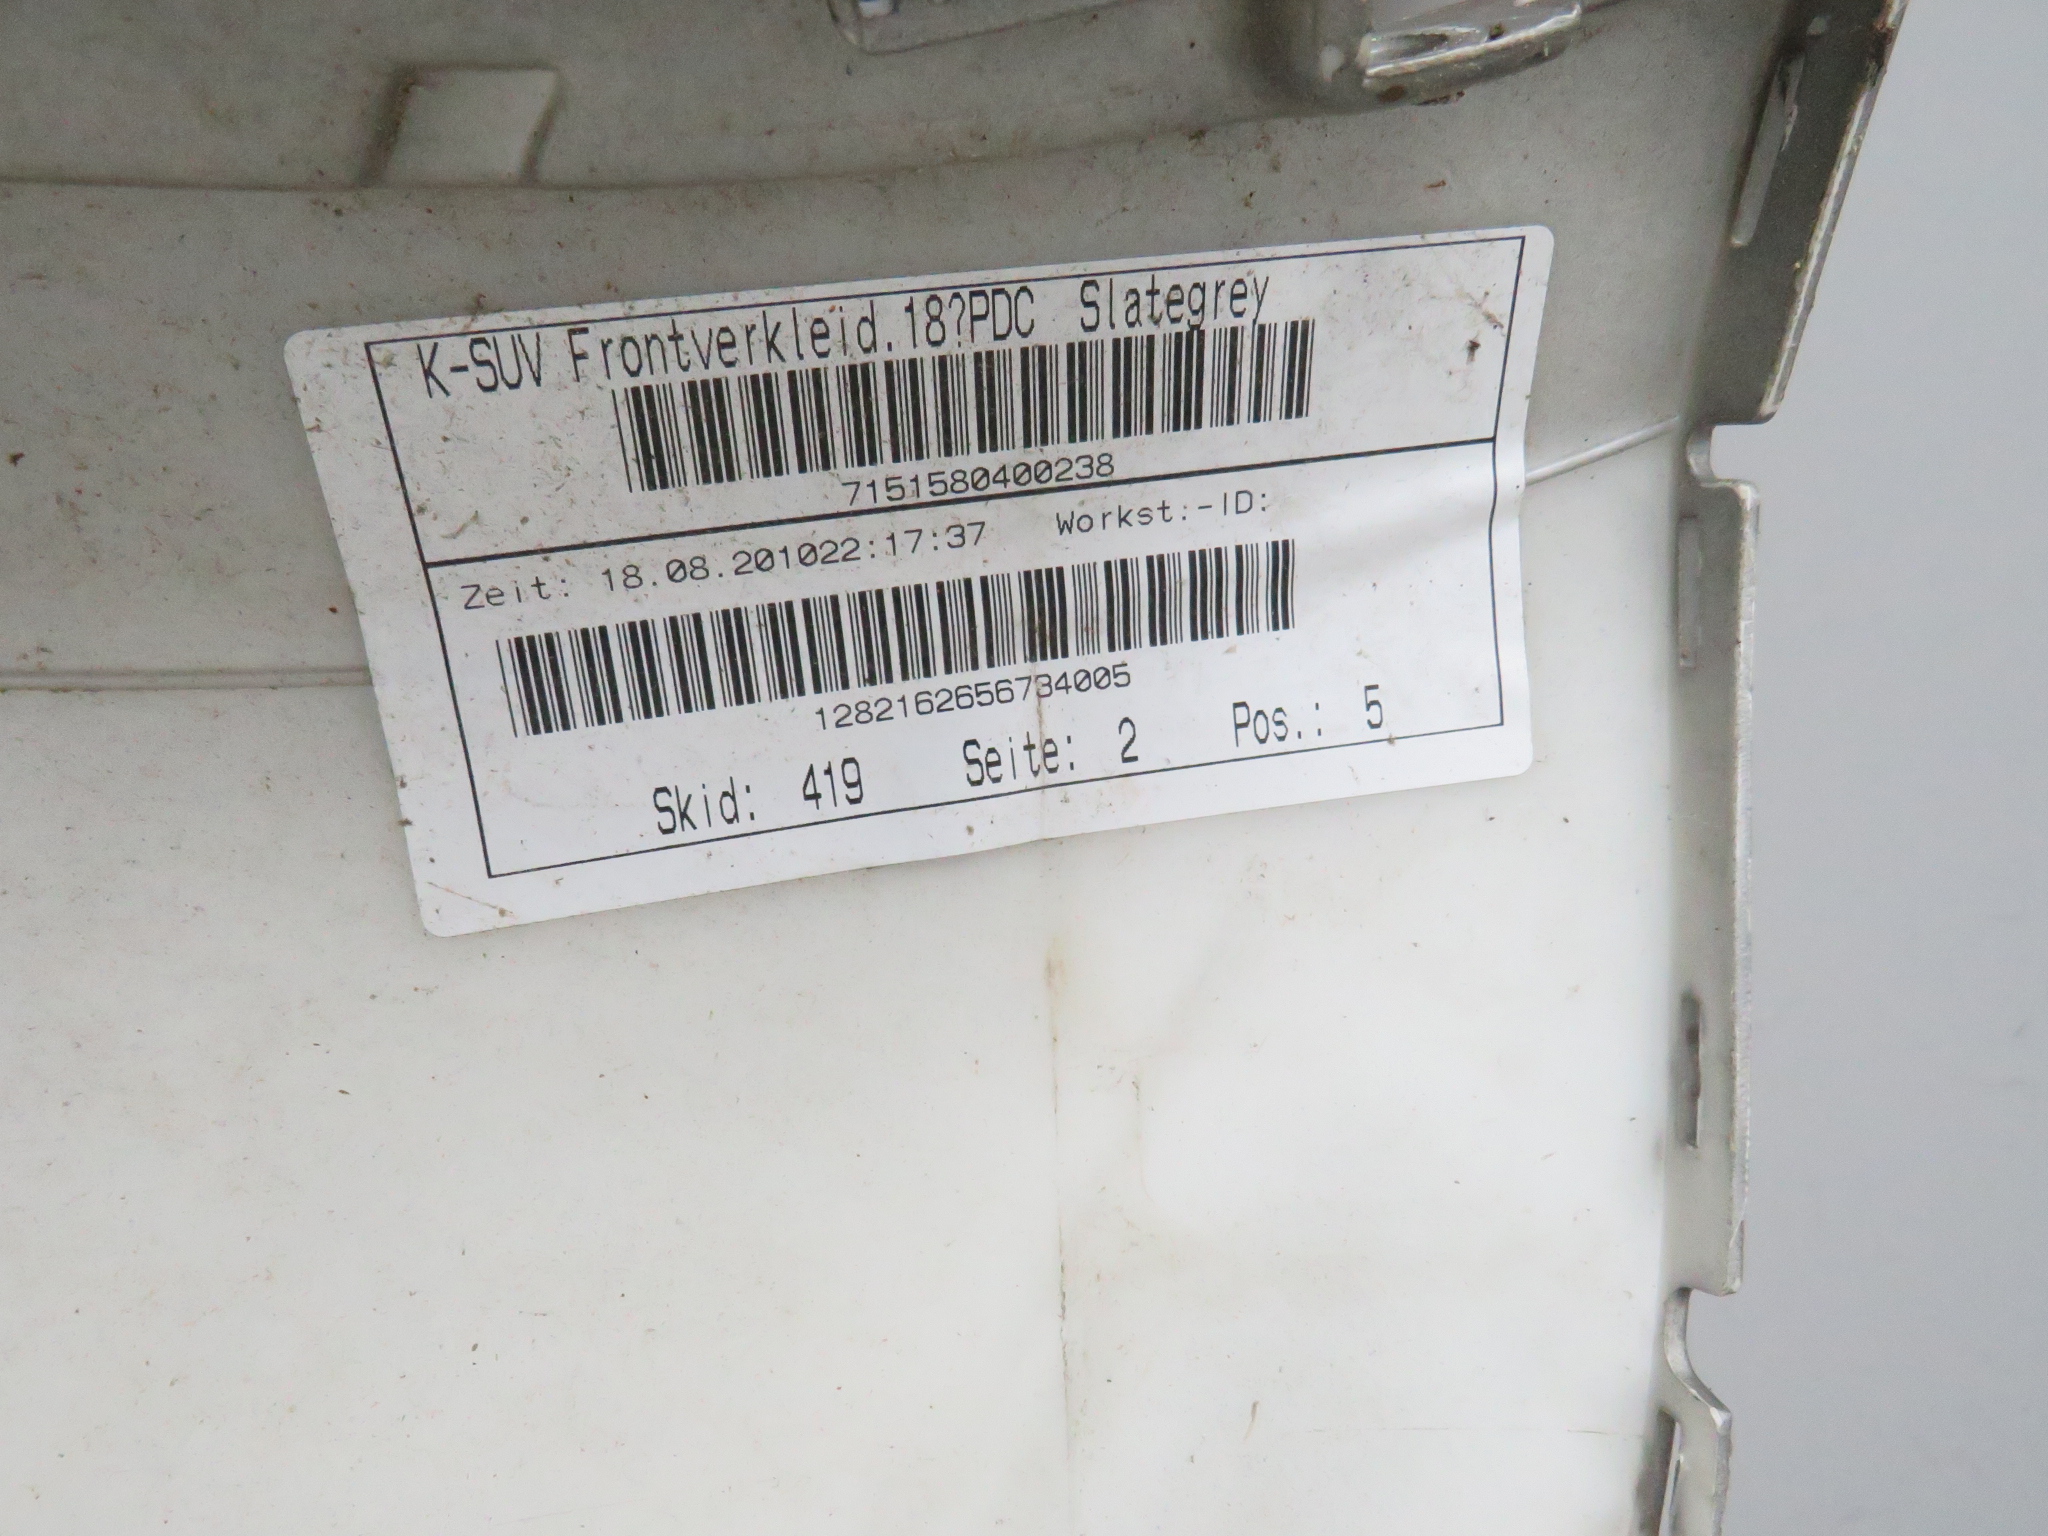 K-SUV Frontverkleid.18?PDC Slategrey
7151580400238
Zeit: 18.08.201022:17:37 Workst:-ID:
1282162656734005
Skid: 419 Seite: 2 Pos.: 5